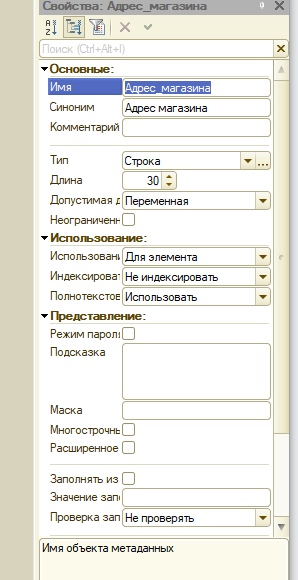 Свойства: Адрес_магазина
Поиск (Ctrl+Alt+I)
Основные:
Имя Адрес_магазина
Синоним Адрес магазина
Комментарий
Тип Строка
Длина 30
Допустимая д Переменная
Неограниченн
Использование:
Использовани Для элемента
Индексироват Не индексировать
Полнотекстов Использовать
Представление:
Режим пароля
Подсказка
Маска
Многострочны
Расширенное
Заполнять из
Значение запо
Проверка зап Не проверять
Имя объекта метаданных